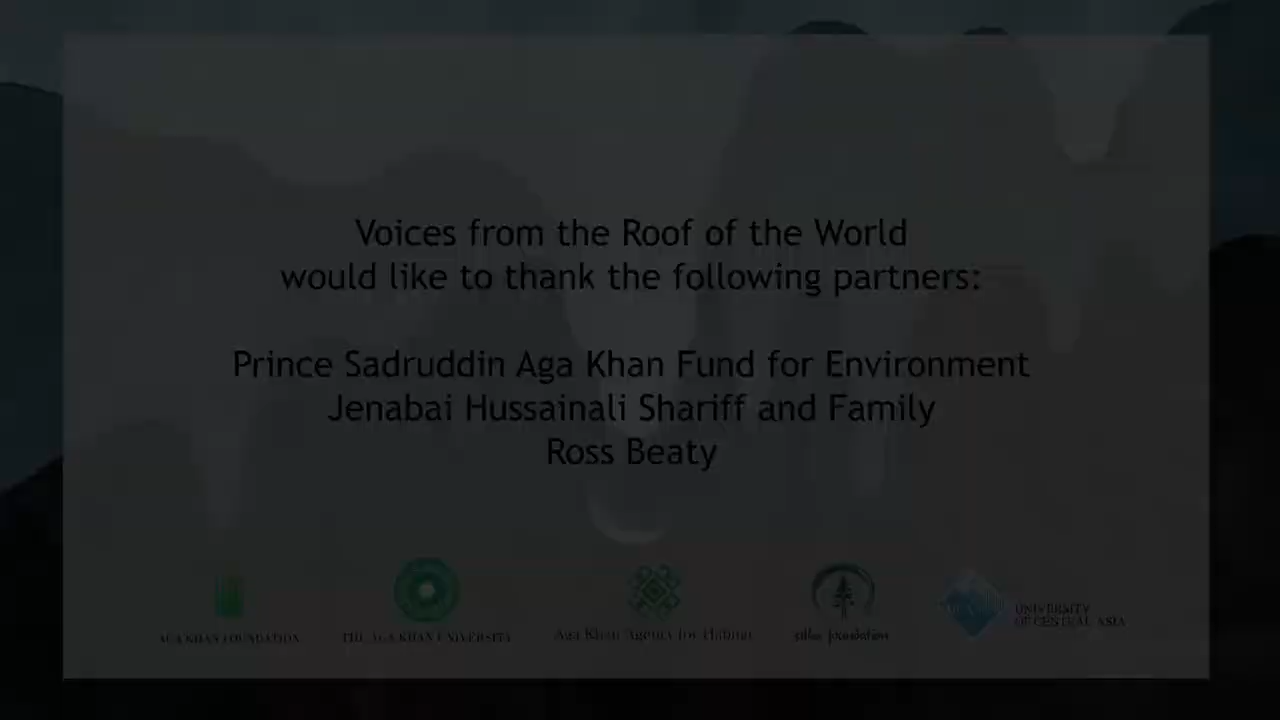 Voices from the Roof of the World
would like to thank the following partners:
Prince Sadruddin Aga Khan Fund for Environment
Jenabai Hussainali Shariff and Family
Ross Beaty
AGA KHAN FOUNDATION
THE AGA KHAN UNIVERSITY
Aga Khan Agency for Habitat
sitka foundation
UNIVERSITY
OF CENTRAL ASIA